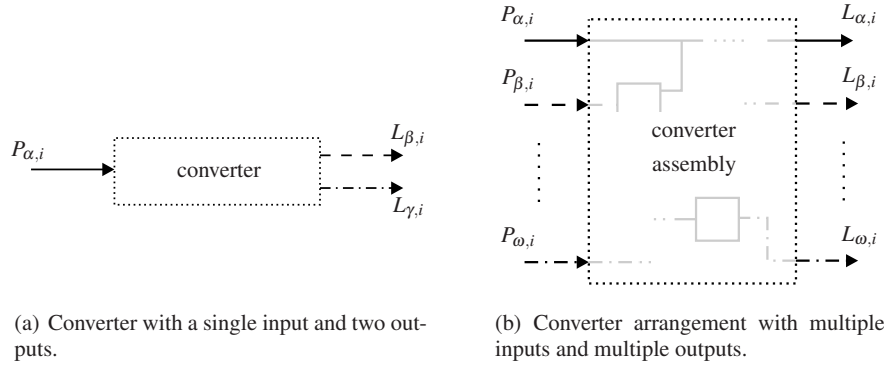 P_{α,i}
converter
L_{β,i}
L_{γ,i}
(a) Converter with a single input and two out-
puts.
P_{α,i}
L_{α,i}
P_{β,i}
L_{β,i}
converter
assembly
P_{ω,i}
L_{ω,i}
(b) Converter arrangement with multiple
inputs and multiple outputs.